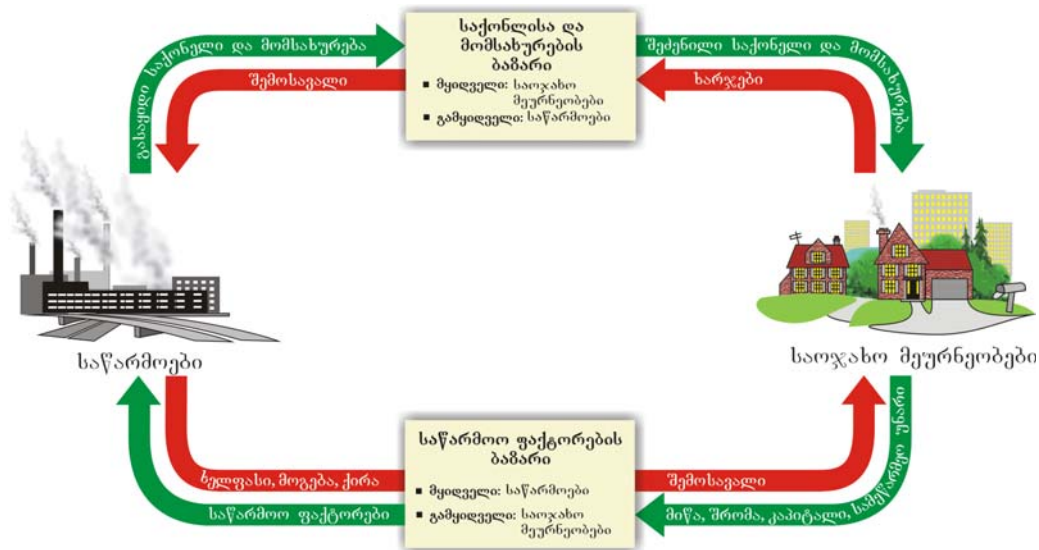 საქონლისა და
მომსახურების
ბაზარი
▪ მყიდველი: საოჯახო
მეურნეობები
▪ გამყიდველი: საწარმოები
გასაყიდი საქონელი და მომსახურება
შემოსავალი
შეძენილი საქონელი და მომსახურება
ხარჯები
საწარმოები
საოჯახო მეურნეობები
საწარმოო ფაქტორების
ბაზარი
▪ მყიდველი: საწარმოები
▪ გამყიდველი: საოჯახო
მეურნეობები
ხელფასი, მოგება, ქირა
საწარმოო ფაქტორები
შემოსავალი
მიწა, შრომა, კაპიტალი, სამეწარმეო უნარი